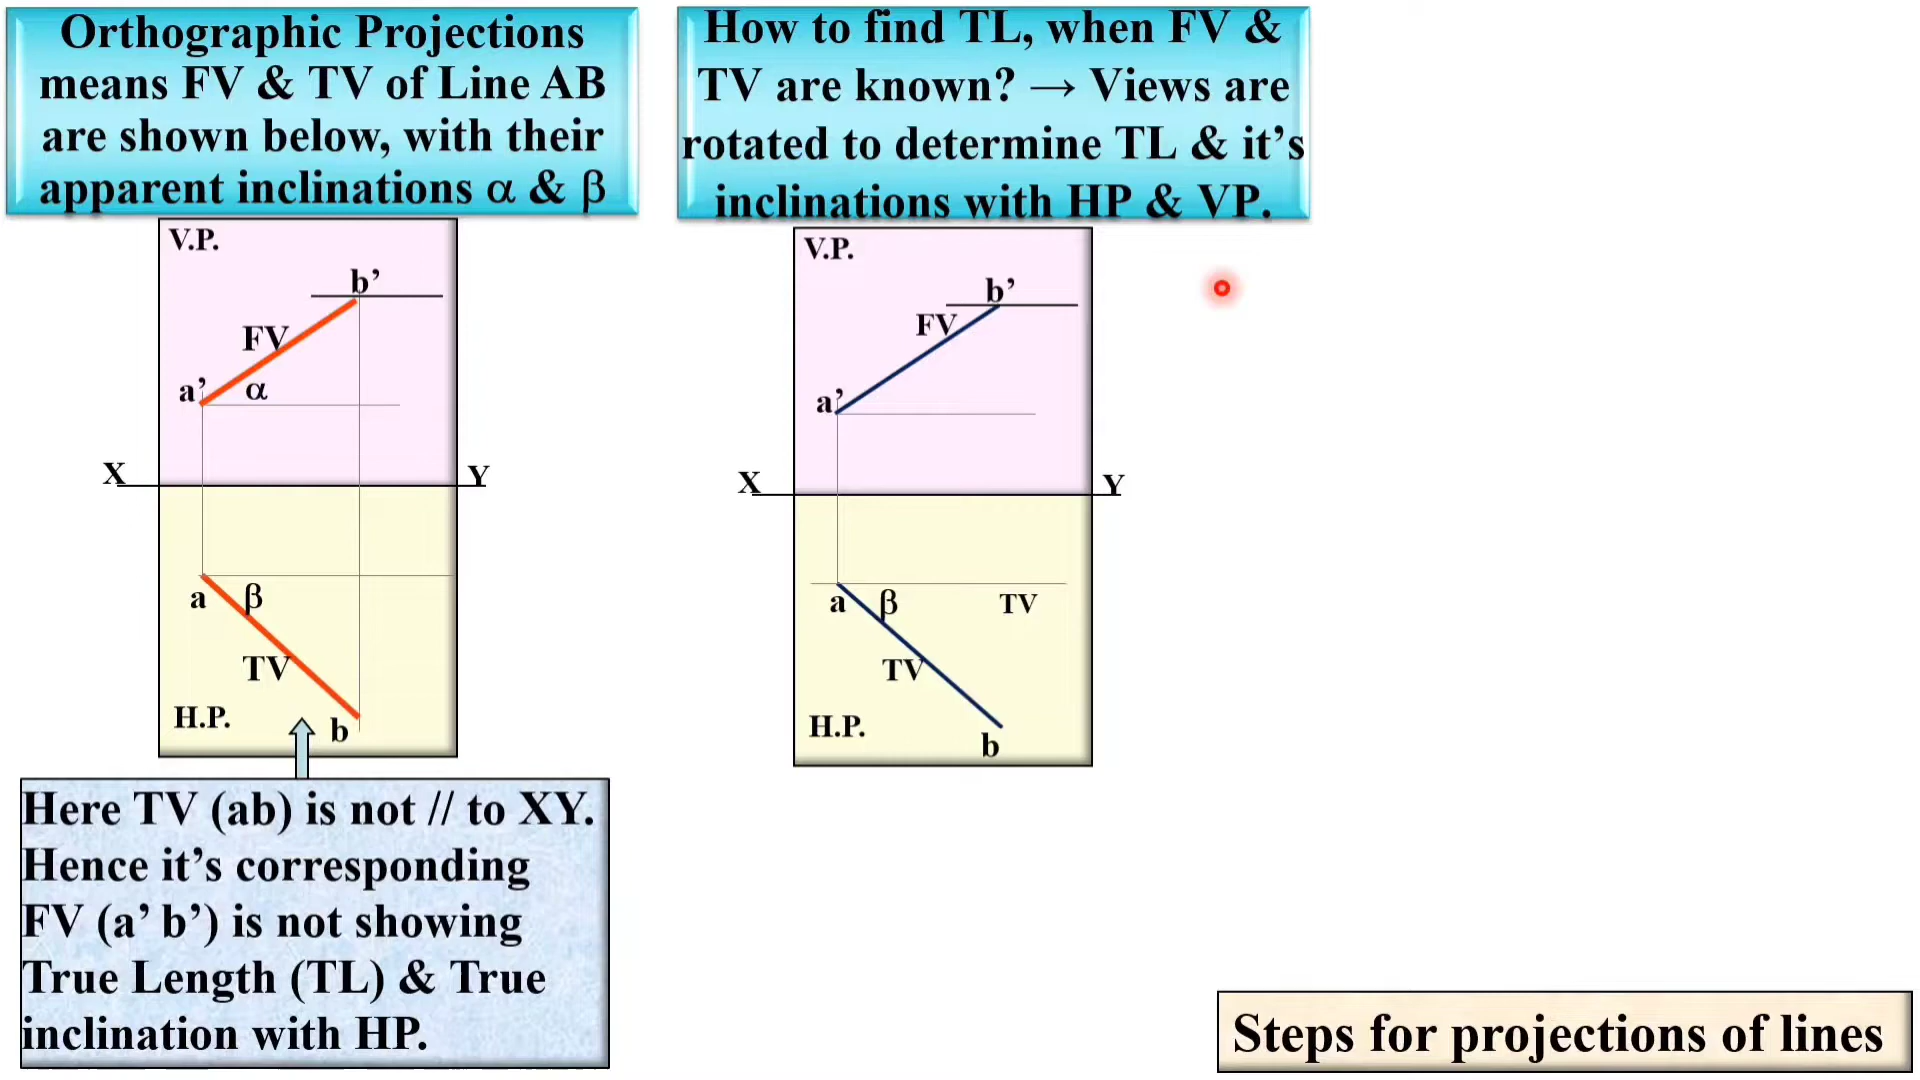 Orthographic Projections
means FV & TV of Line AB
are shown below, with their
apparent inclinations α & β
How to find TL, when FV &
TV are known? → Views are
rotated to determine TL & it’s
inclinations with HP & VP.
V.P.
b’
FV
a’
α
X
Y
a
β
TV
H.P.
b
V.P.
b’
FV
a’
X
Y
a
β
TV
TV
H.P.
b
Here TV (ab) is not // to XY.
Hence it’s corresponding
FV (a’ b’) is not showing
True Length (TL) & True
inclination with HP.
Steps for projections of lines